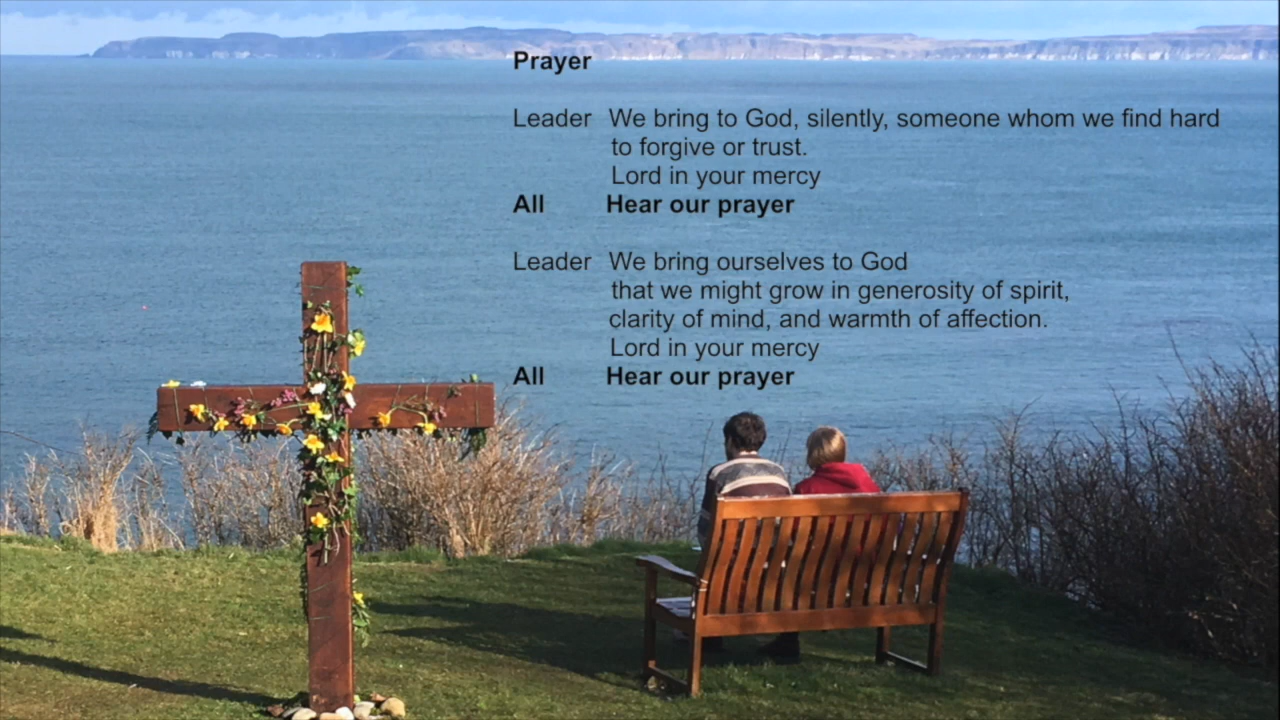 Prayer
Leader We bring to God, silently, someone whom we find hard
to forgive or trust.
Lord in your mercy
All Hear our prayer
Leader We bring ourselves to God
that we might grow in generosity of spirit,
clarity of mind, and warmth of affection.
Lord in your mercy
All Hear our prayer